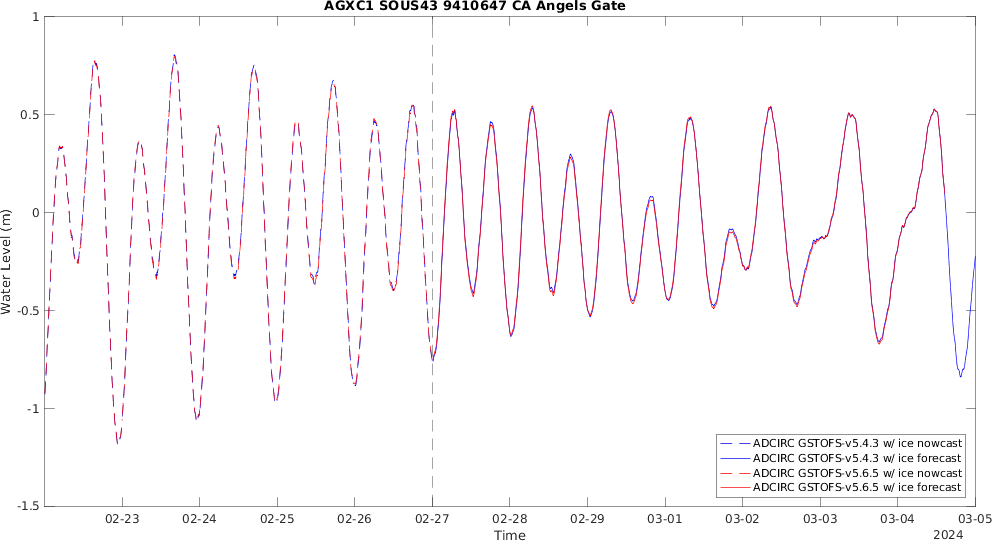 AGXC1 SOUS43 9410647 CA Angels Gate
1
0.5
0
-0.5
-1
-1.5
Water Level (m)
ADCIRC GSTOFS-v5.4.3 w/ ice nowcast
ADCIRC GSTOFS-v5.4.3 w/ ice forecast
ADCIRC GSTOFS-v5.6.5 w/ ice nowcast
ADCIRC GSTOFS-v5.6.5 w/ ice forecast
02-23 02-24 02-25 02-26 02-27 02-28 02-29 03-01 03-02 03-03 03-04 03-05
Time
2024